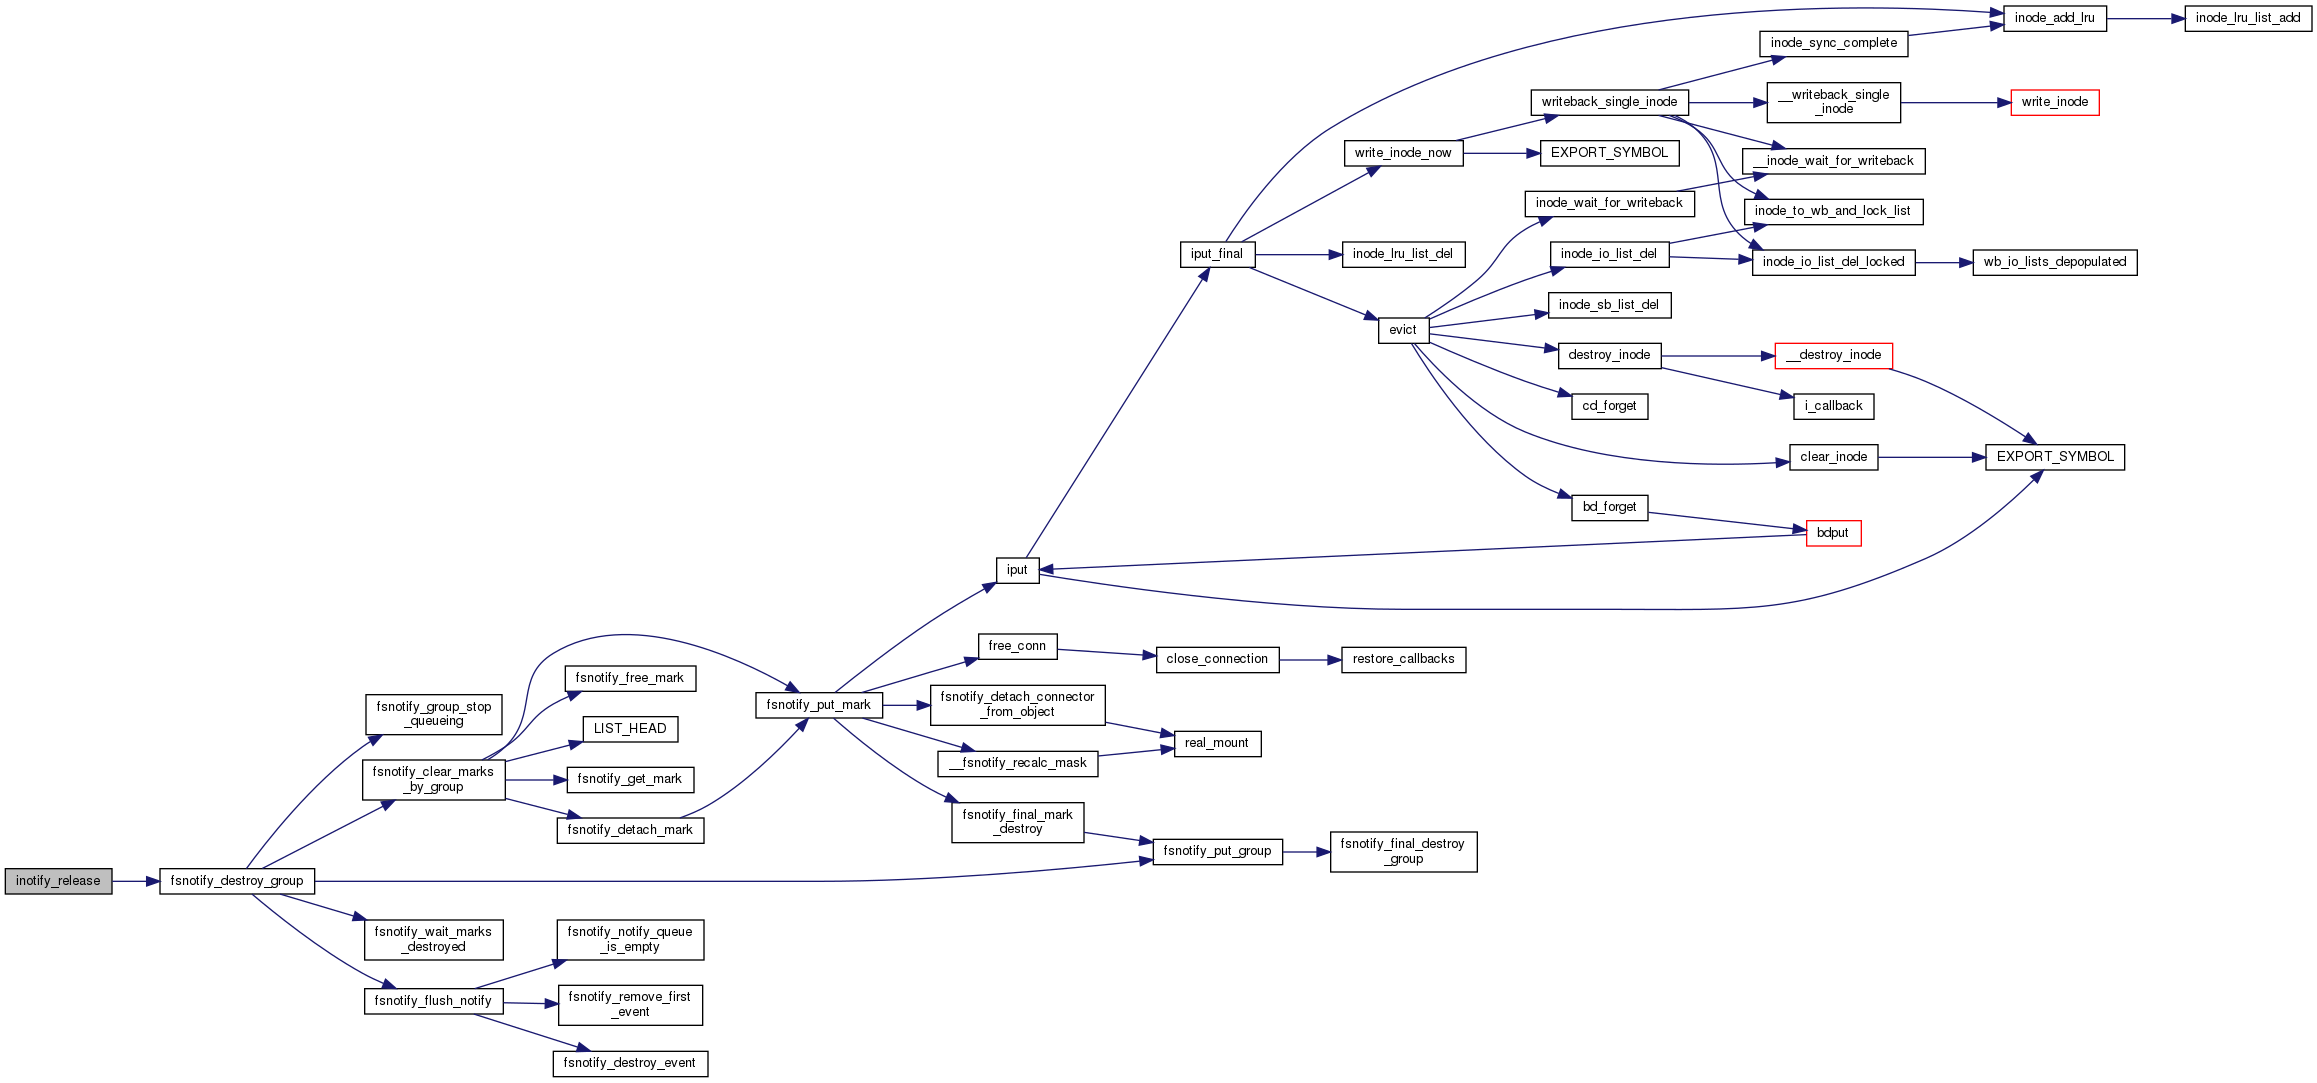 inode_add_lru
inode_lru_list_add
inode_sync_complete
writeback_single_inode
__writeback_single
_inode
write_inode
write_inode_now
EXPORT_SYMBOL
__inode_wait_for_writeback
inode_wait_for_writeback
inode_to_wb_and_lock_list
iput_final
inode_lru_list_del
inode_io_list_del
inode_io_list_del_locked
wb_io_lists_depopulated
inode_sb_list_del
evict
destroy_inode
__destroy_inode
cd_forget
i_callback
clear_inode
EXPORT_SYMBOL
bd_forget
bdput
iput
free_conn
close_connection
restore_callbacks
fsnotify_free_mark
fsnotify_group_stop
_queueing
fsnotify_put_mark
fsnotify_detach_connector
_from_object
LIST_HEAD
real_mount
__fsnotify_recalc_mask
fsnotify_clear_marks
_by_group
fsnotify_get_mark
fsnotify_detach_mark
fsnotify_final_mark
_destroy
fsnotify_put_group
fsnotify_final_destroy
_group
inotify_release
fsnotify_destroy_group
fsnotify_wait_marks
_destroyed
fsnotify_notify_queue
_is_empty
fsnotify_flush_notify
fsnotify_remove_first
_event
fsnotify_destroy_event